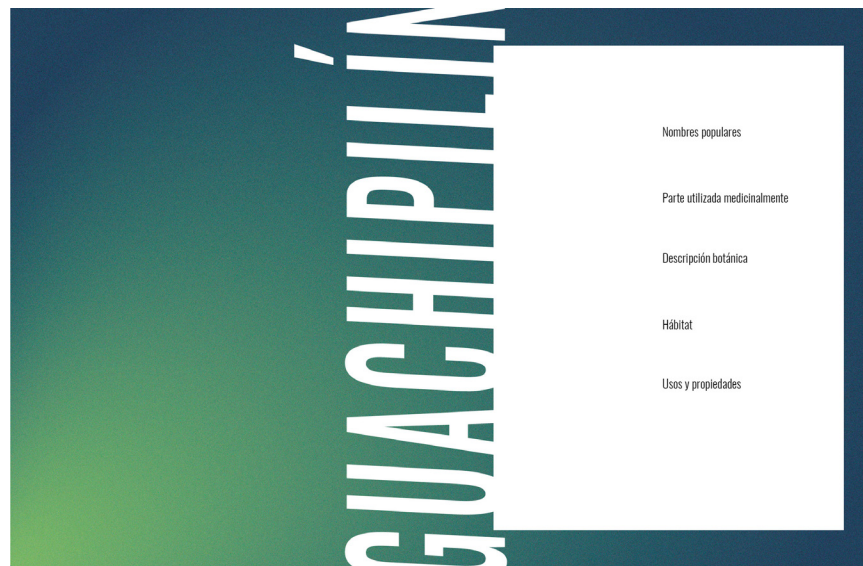 GUACHIPILÍN
Nombres populares
Parte utilizada medicinalmente
Descripción botánica
Hábitat
Usos y propiedades